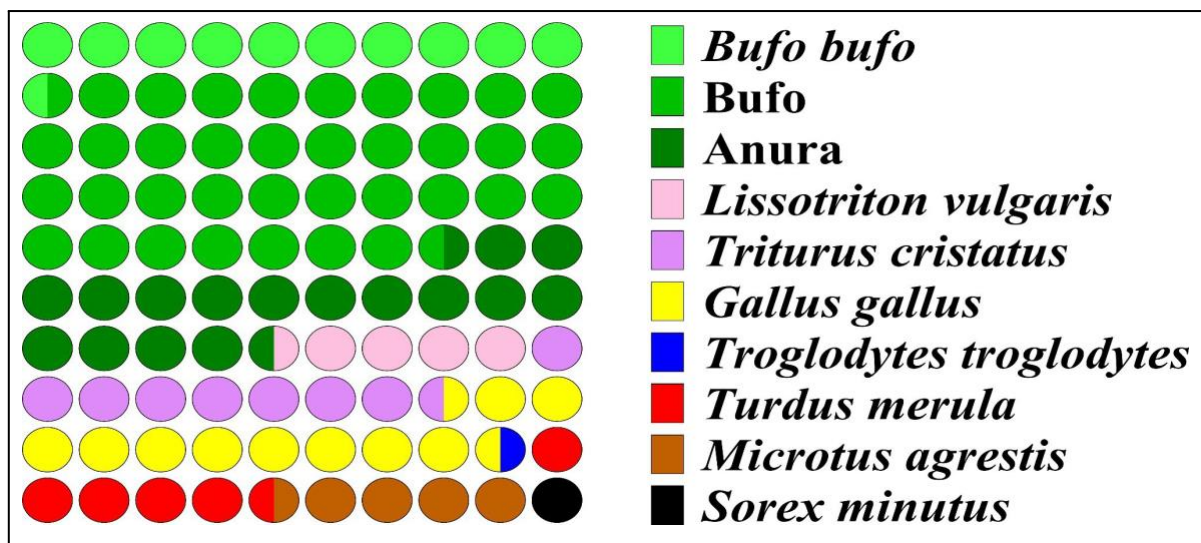 Bufo bufo
Bufo
Anura
Lissotriton vulgaris
Triturus cristatus
Gallus gallus
Troglodytes troglodytes
Turdus merula
Microtus agrestis
Sorex minutus